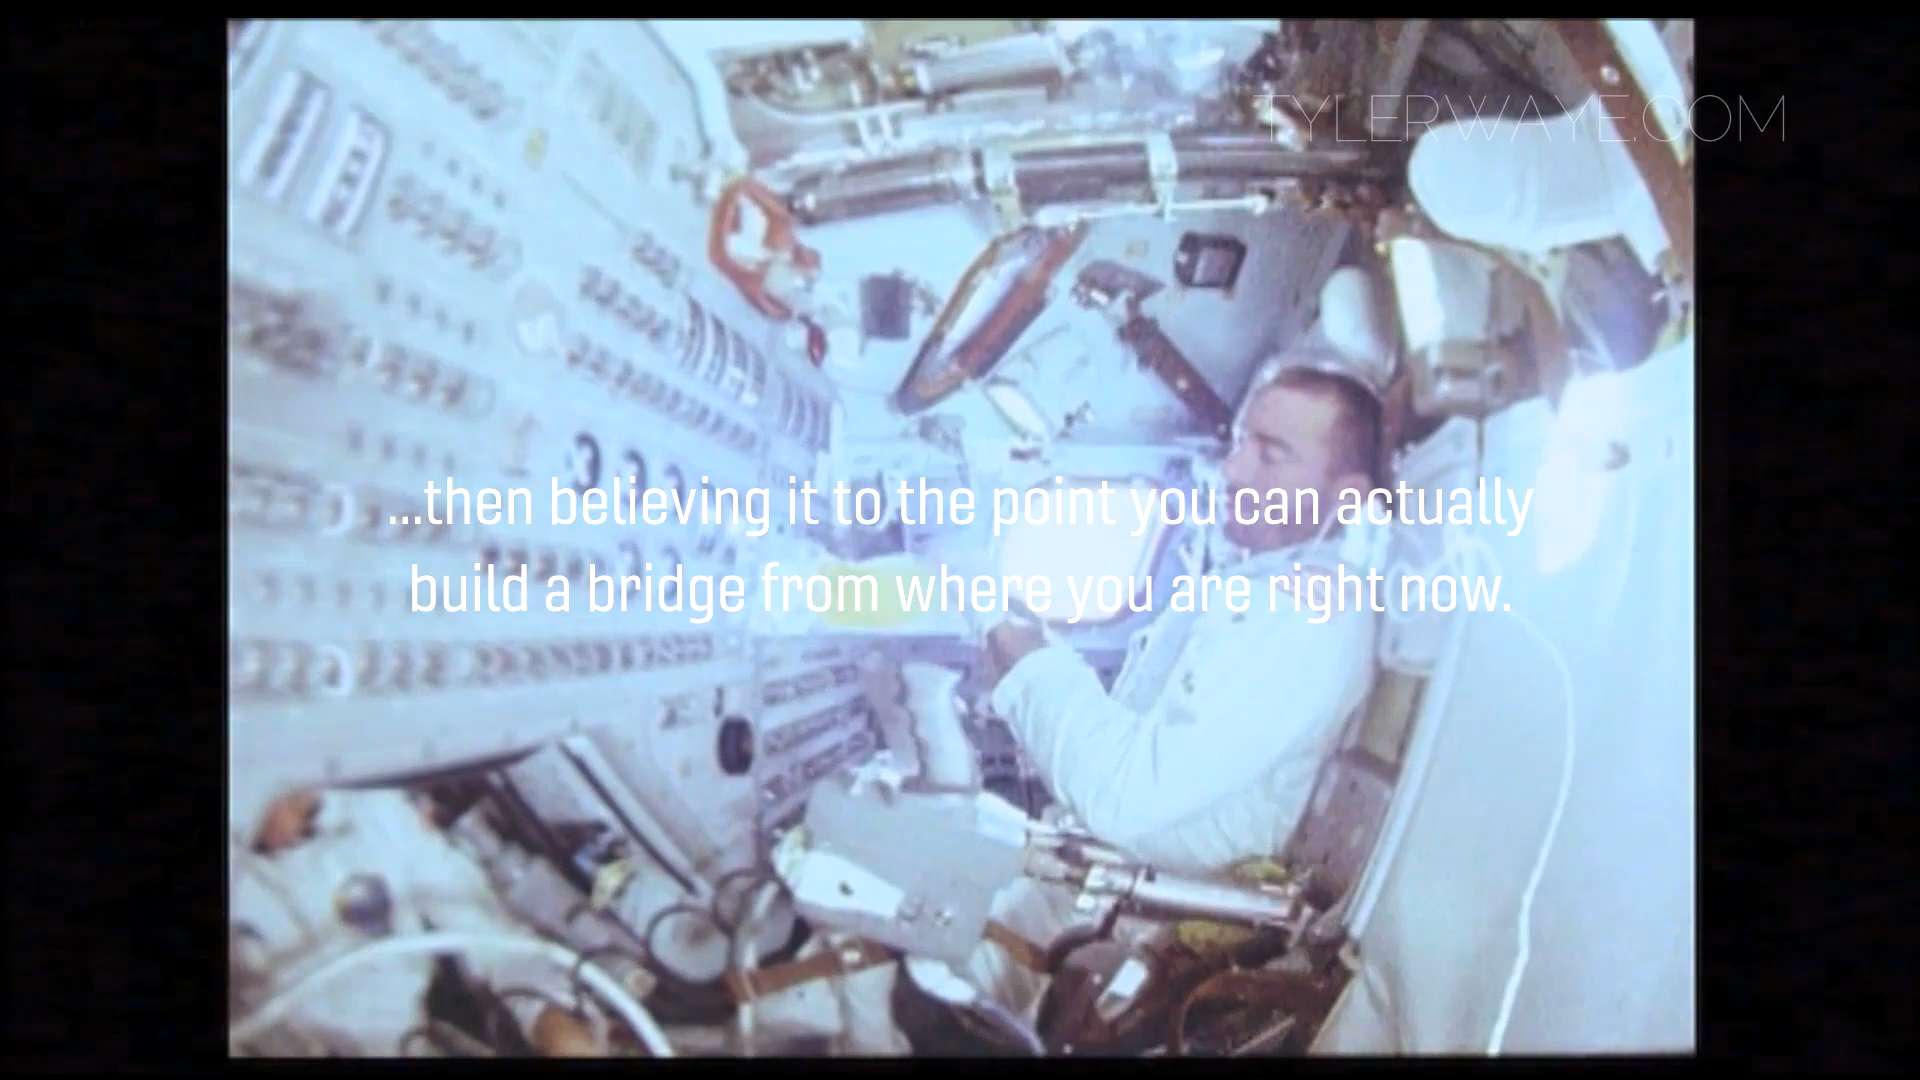 TYLERWAYE.COM
...then believing it to the point you can actually
build a bridge from where you are right now.